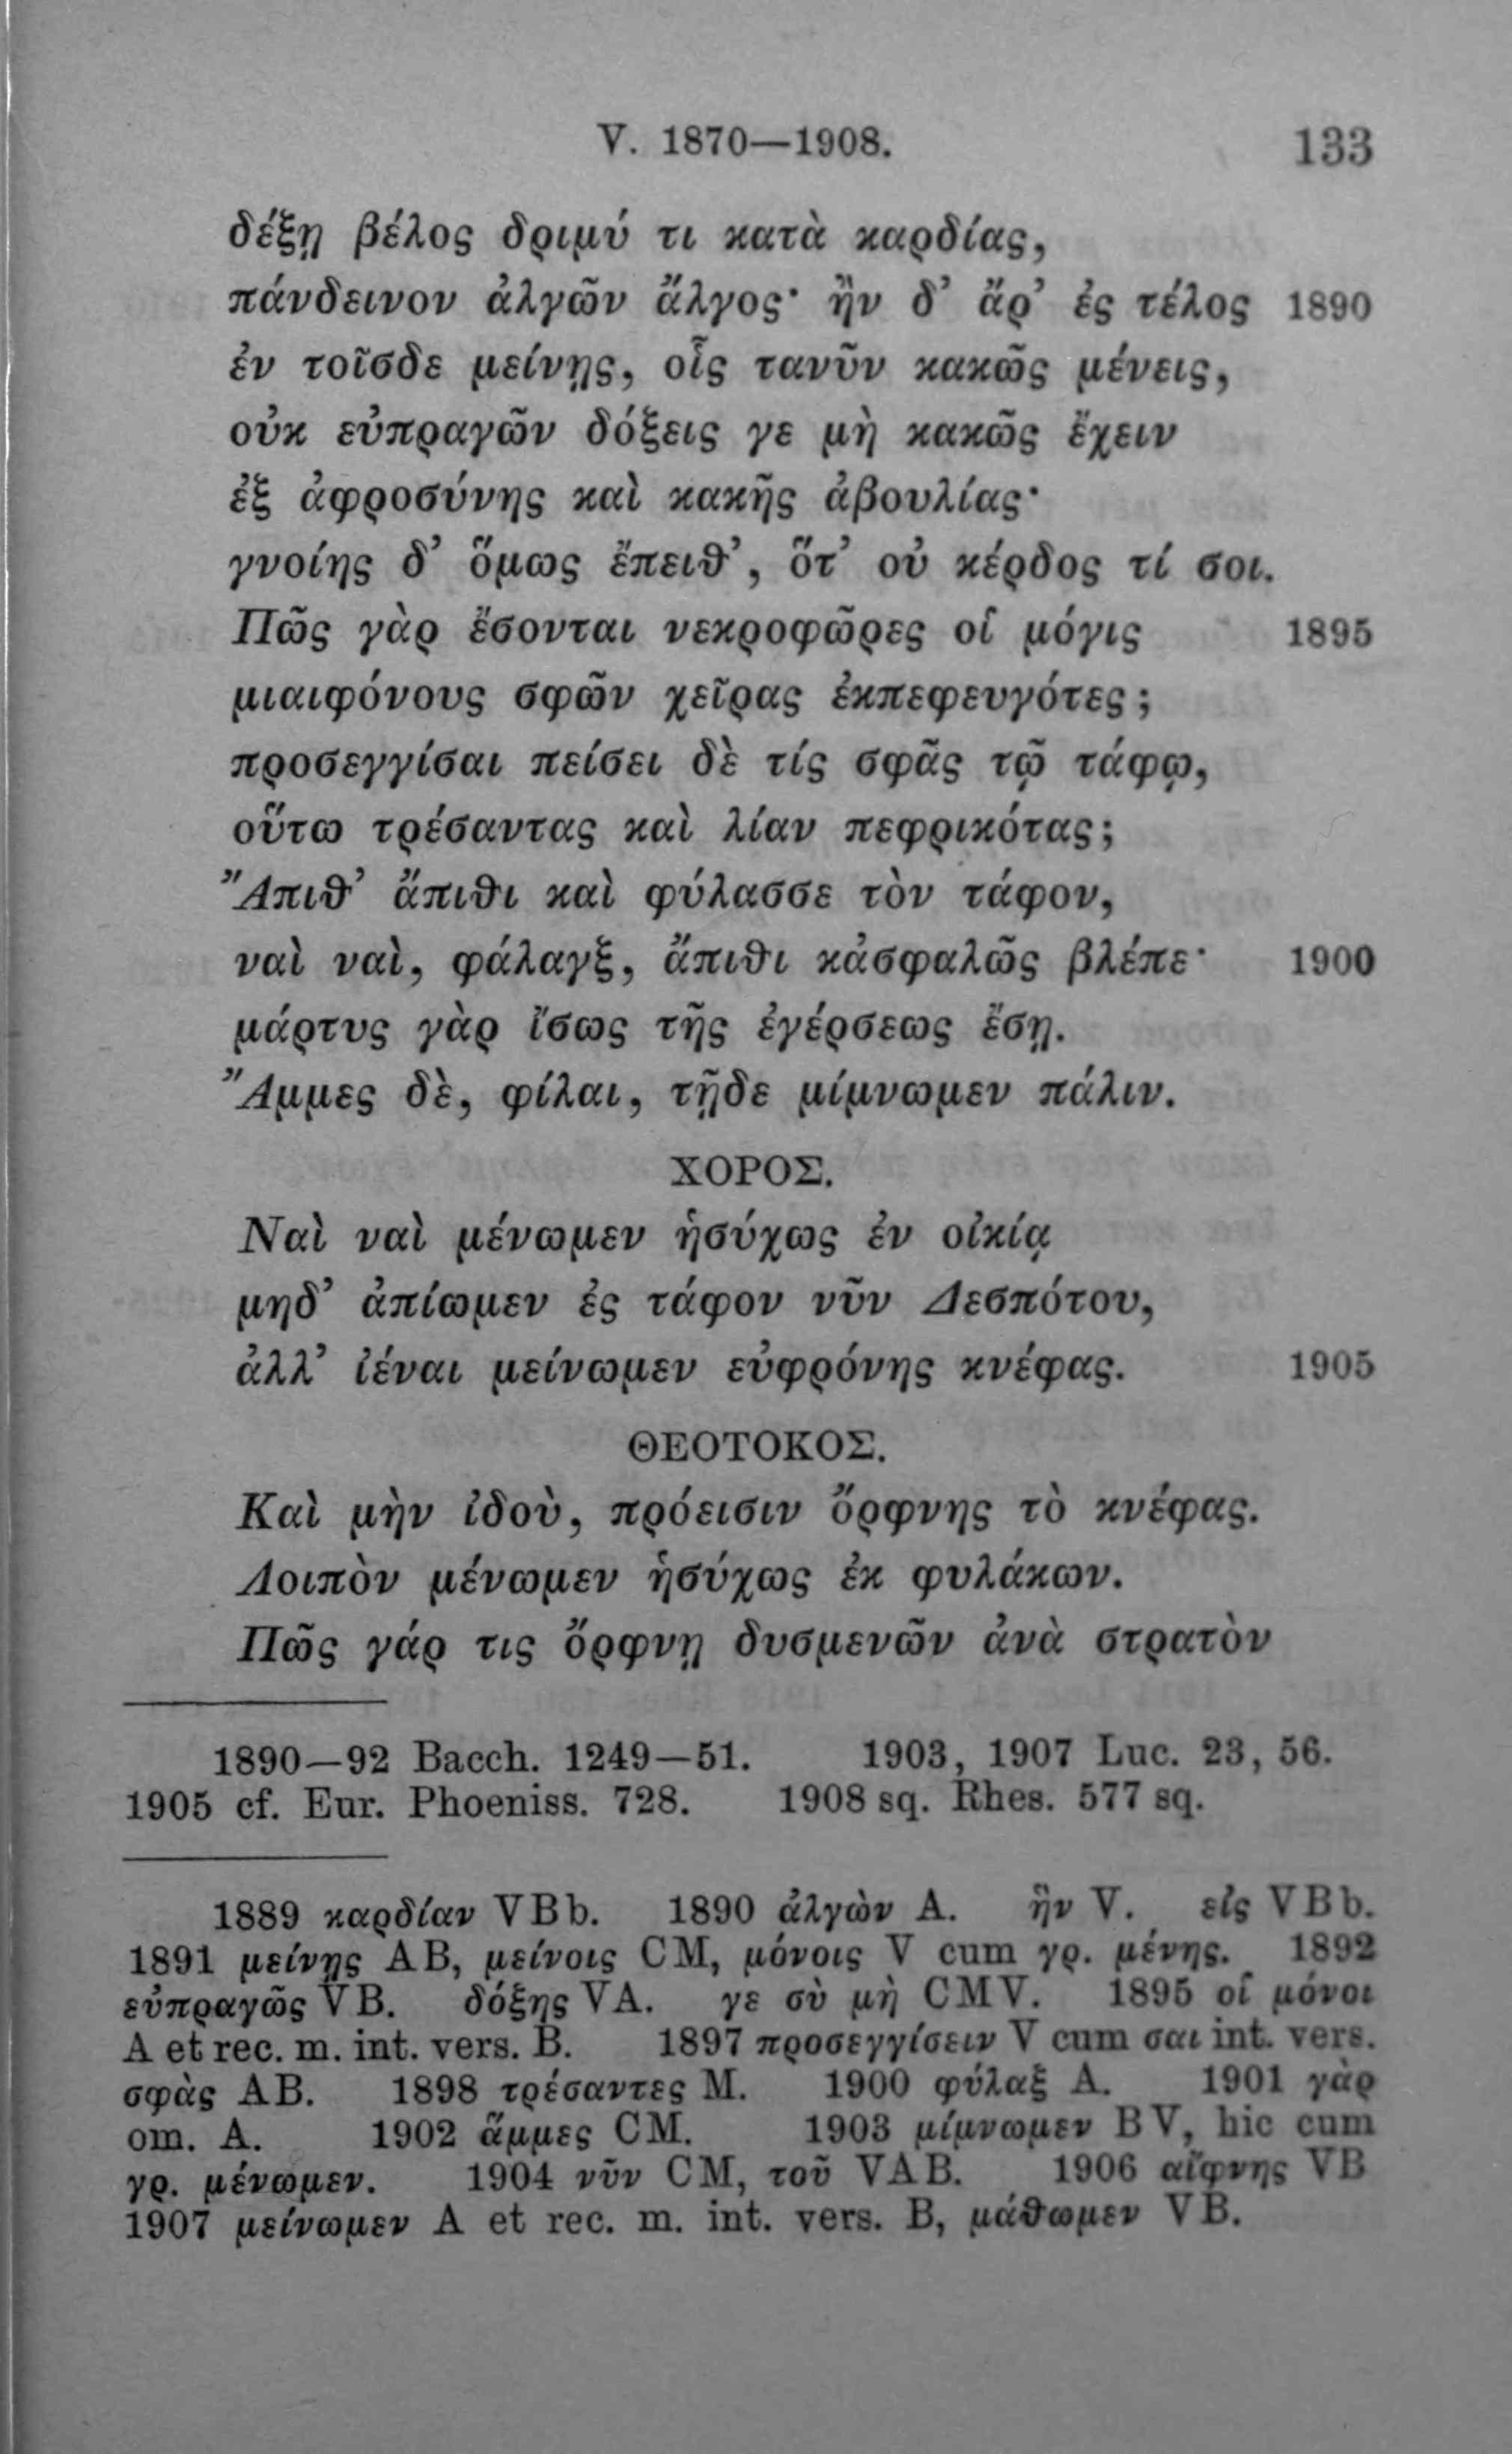 V. 1870—1908. 133
δέξῃ βέλος δριμύ τι κατὰ καρδίας,
πάνδεινον ἀλγῶν ἄλγος· ἢν δ᾽ ἄρ᾽ ἐς τέλος 1890
ἐν τοῖσδε μείνῃς, οἷς τανῦν κακῶς μένεις,
οὐκ εὐπραγῶν δόξεις γε μὴ κακῶς ἔχειν
ἐξ ἀφροσύνης καὶ κακῆς ἀβουλίας·
γνοίης δ᾽ ὅμως ἔπειθ᾽, ὅτ᾽ οὐ κέρδος τί σοι.
Πῶς γὰρ ἔσονται νεκροφῶρες οἱ μόγις 1895
μιαιφόνους σφῶν χεῖρας ἐκπεφευγότες;
προσεγγίσαι πείσει δὲ τίς σφᾶς τῷ τάφῳ,
οὕτω τρέσαντας καὶ λίαν πεφρικότας;
Ἄπιθ᾽ ἄπιθι καὶ φύλασσε τὸν τάφον,
ναὶ ναὶ, φάλαγξ, ἄπιθι κἀσφαλῶς βλέπε· 1900
μάρτυς γὰρ ἴσως τῆς ἐγέρσεως ἔσῃ.
Ἄμμες δὲ, φίλαι, τῇδε μίμνωμεν πάλιν.
ΧΟΡΟΣ.
Ναὶ ναὶ μένωμεν ἡσύχως ἐν οἰκίᾳ
μηδ᾽ ἀπίωμεν ἐς τάφον νῦν Δεσπότου,
ἀλλ᾽ ἰέναι μείνωμεν εὐφρόνης κνέφας. 1905
ΘΕΟΤΟΚΟΣ.
Καὶ μὴν ἰδοὺ, πρόεισιν ὄρφνης τὸ κνέφας.
Λοιπὸν μένωμεν ἡσύχως ἐκ φυλάκων.
Πῶς γάρ τις ὄρφνῃ δυσμενῶν ἀνὰ στρατὸν
1890—92 Bacch. 1249—51. 1903, 1907 Luc. 23, 56.
1905 cf. Eur. Phoeniss. 728. 1908 sq. Rhes. 577 sq.
1889 καρδίαν VBb. 1890 ἀλγὼν A. ἢν V. εἰς VBb.
1891 μείνῃς AB, μείνοις CM, μόνοις V cum γρ. μένῃς. 1892
εὐπραγῶς VB. δόξης VA. γε σὺ μὴ CMV. 1895 οἱ μόνοι
A et rec. m. int. vers. B. 1897 προσεγγίσειν V cum σαι int. vers.
σφὰς AB. 1898 τρέσαντες M. 1900 φύλαξ A. 1901 γὰρ
om. A. 1902 ἅμμες CM. 1903 μίμνωμεν BV, hic cum
γρ. μένωμεν. 1904 νῦν CM, τοῦ VAB. 1906 αἴφνης VB
1907 μείνωμεν A et rec. m. int. vers. B, μάθωμεν VB.